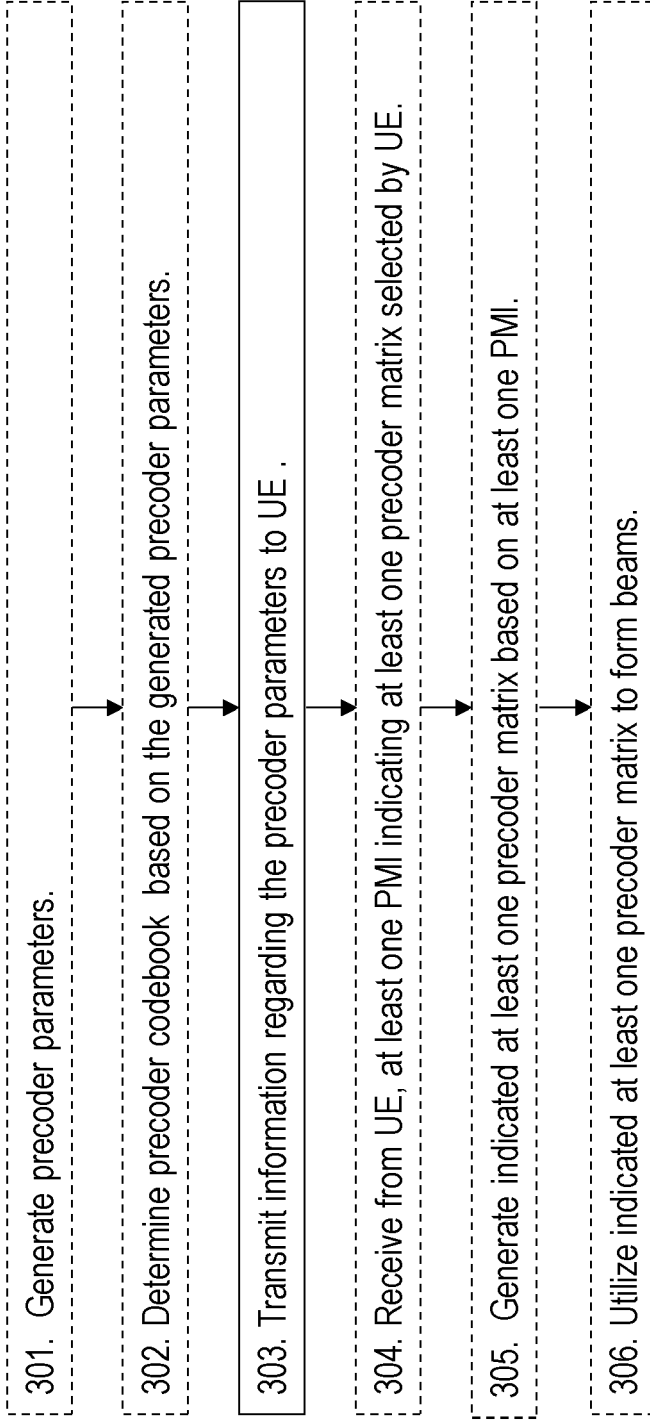 301. Generate precoder parameters.
302. Determine precoder codebook based on the generated precoder parameters.
303. Transmit information regarding the precoder parameters to UE .
304. Receive from UE, at least one PMI indicating at least one precoder matrix selected by UE.
305. Generate indicated at least one precoder matrix based on at least one PMI.
306. Utilize indicated at least one precoder matrix to form beams.